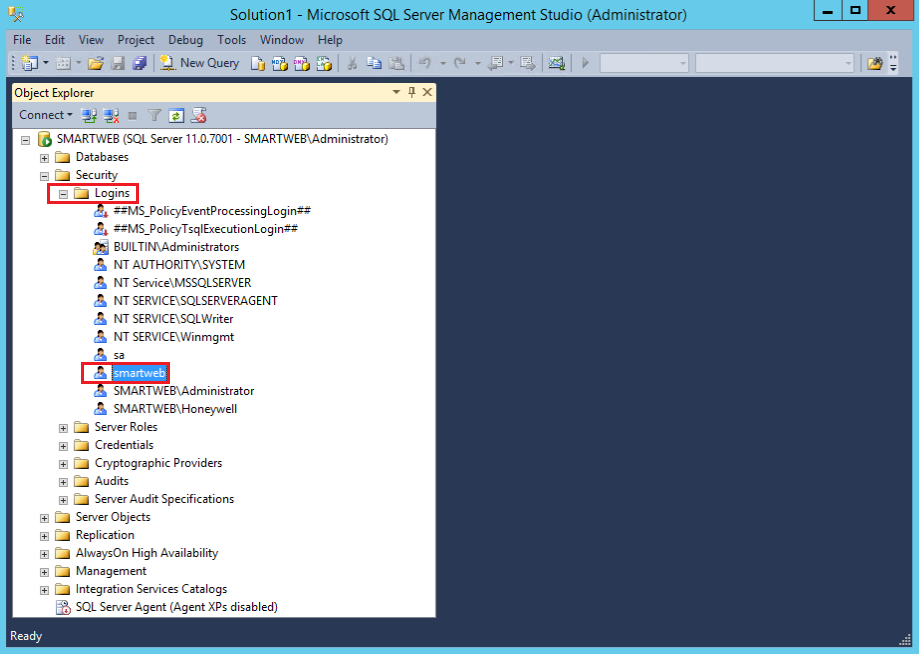 Solution1 - Microsoft SQL Server Management Studio (Administrator)
File Edit View Project Debug Tools Window Help
New Query
Object Explorer
Connect
SMARTWEB (SQL Server 11.0.7001 - SMARTWEB\Administrator)
Databases
Security
Logins
##MS_PolicyEventProcessingLogin##
##MS_PolicyTsqlExecutionLogin##
BUILTIN\Administrators
NT AUTHORITY\SYSTEM
NT Service\MSSQLSERVER
NT SERVICE\SQLSERVERAGENT
NT SERVICE\SQLWriter
NT SERVICE\Winmgmt
sa
smartweb
SMARTWEB\Administrator
SMARTWEB\Honeywell
Server Roles
Credentials
Cryptographic Providers
Audits
Server Audit Specifications
Server Objects
Replication
AlwaysOn High Availability
Management
Integration Services Catalogs
SQL Server Agent (Agent XPs disabled)
Ready